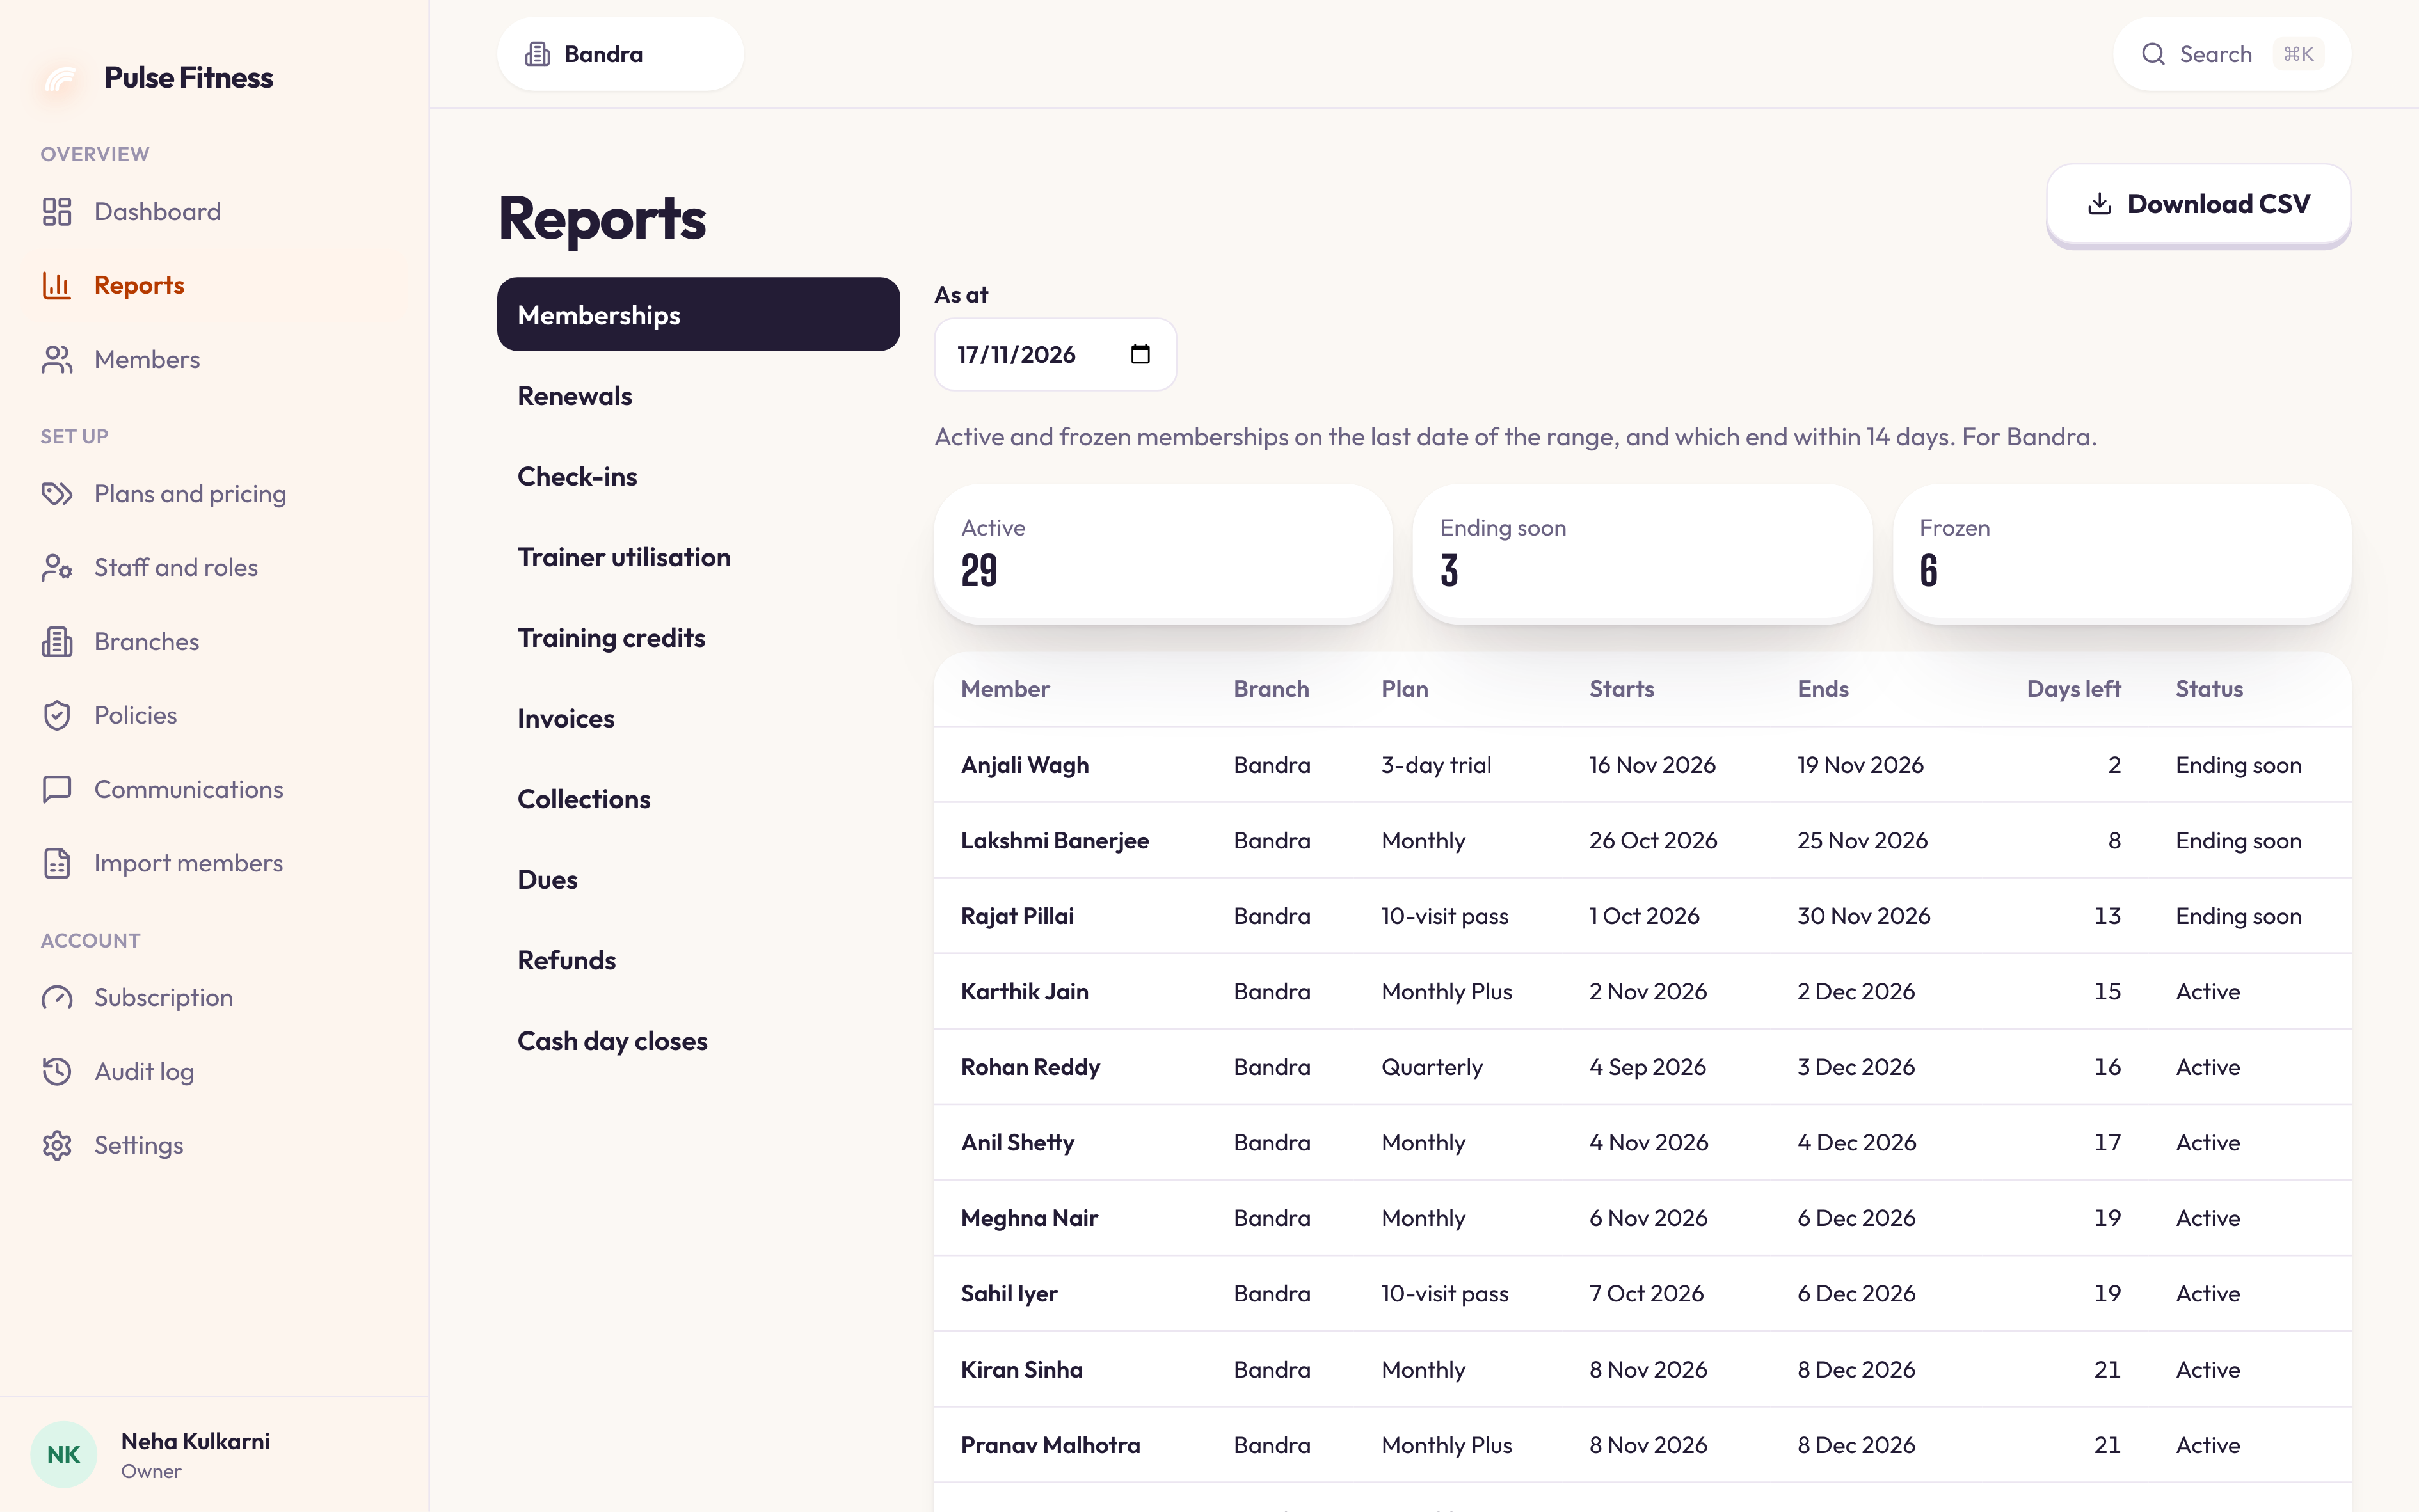 Pulse Fitness
OVERVIEW
Dashboard
Reports
Members
SET UP
Plans and pricing
Staff and roles
Branches
Policies
Communications
Import members
ACCOUNT
Subscription
Audit log
Settings
NK
Neha Kulkarni
Owner
Bandra
Search ⌘K
Reports
Download CSV
Memberships
Renewals
Check-ins
Trainer utilisation
Training credits
Invoices
Collections
Dues
Refunds
Cash day closes
As at
17/11/2026
Active and frozen memberships on the last date of the range, and which end within 14 days. For Bandra.
Active
29
Ending soon
3
Frozen
6
Member Branch Plan Starts Ends Days left Status
Anjali Wagh Bandra 3-day trial 16 Nov 2026 19 Nov 2026 2 Ending soon
Lakshmi Banerjee Bandra Monthly 26 Oct 2026 25 Nov 2026 8 Ending soon
Rajat Pillai Bandra 10-visit pass 1 Oct 2026 30 Nov 2026 13 Ending soon
Karthik Jain Bandra Monthly Plus 2 Nov 2026 2 Dec 2026 15 Active
Rohan Reddy Bandra Quarterly 4 Sep 2026 3 Dec 2026 16 Active
Anil Shetty Bandra Monthly 4 Nov 2026 4 Dec 2026 17 Active
Meghna Nair Bandra Monthly 6 Nov 2026 6 Dec 2026 19 Active
Sahil Iyer Bandra 10-visit pass 7 Oct 2026 6 Dec 2026 19 Active
Kiran Sinha Bandra Monthly 8 Nov 2026 8 Dec 2026 21 Active
Pranav Malhotra Bandra Monthly Plus 8 Nov 2026 8 Dec 2026 21 Active